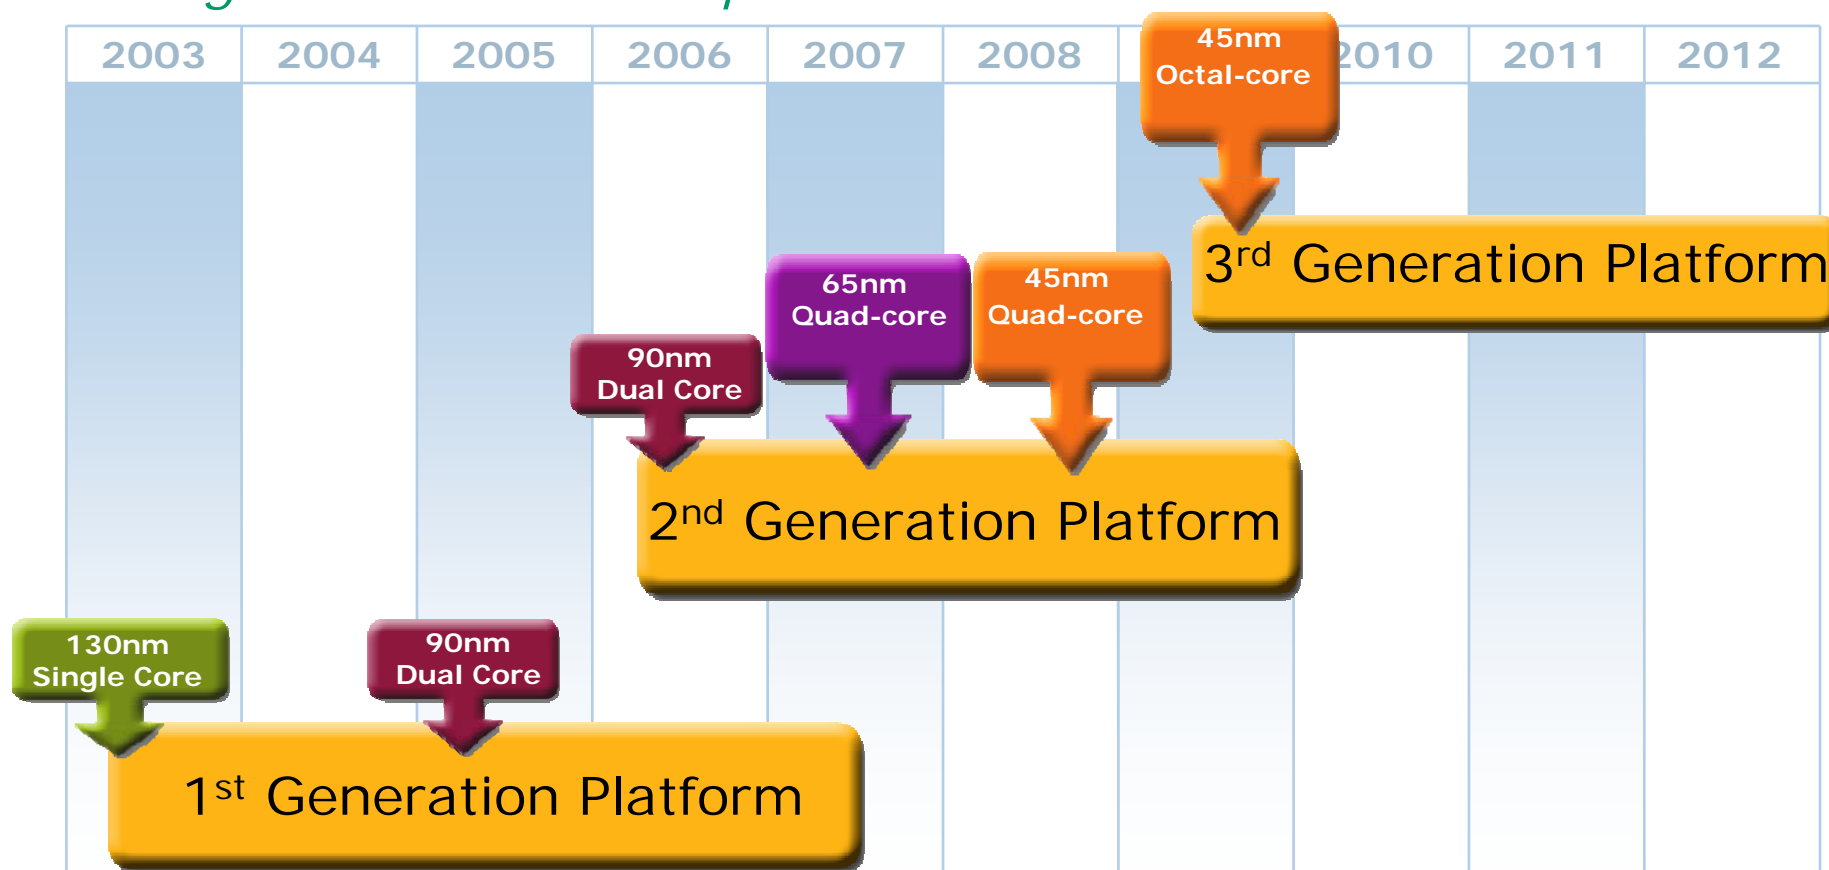 2003 2004 2005 2006 2007 2008 2010 2011 2012
45nm
Octal-core
3rd Generation Platform
65nm
Quad-core
45nm
Quad-core
90nm
Dual Core
2nd Generation Platform
130nm
Single Core
90nm
Dual Core
1st Generation Platform